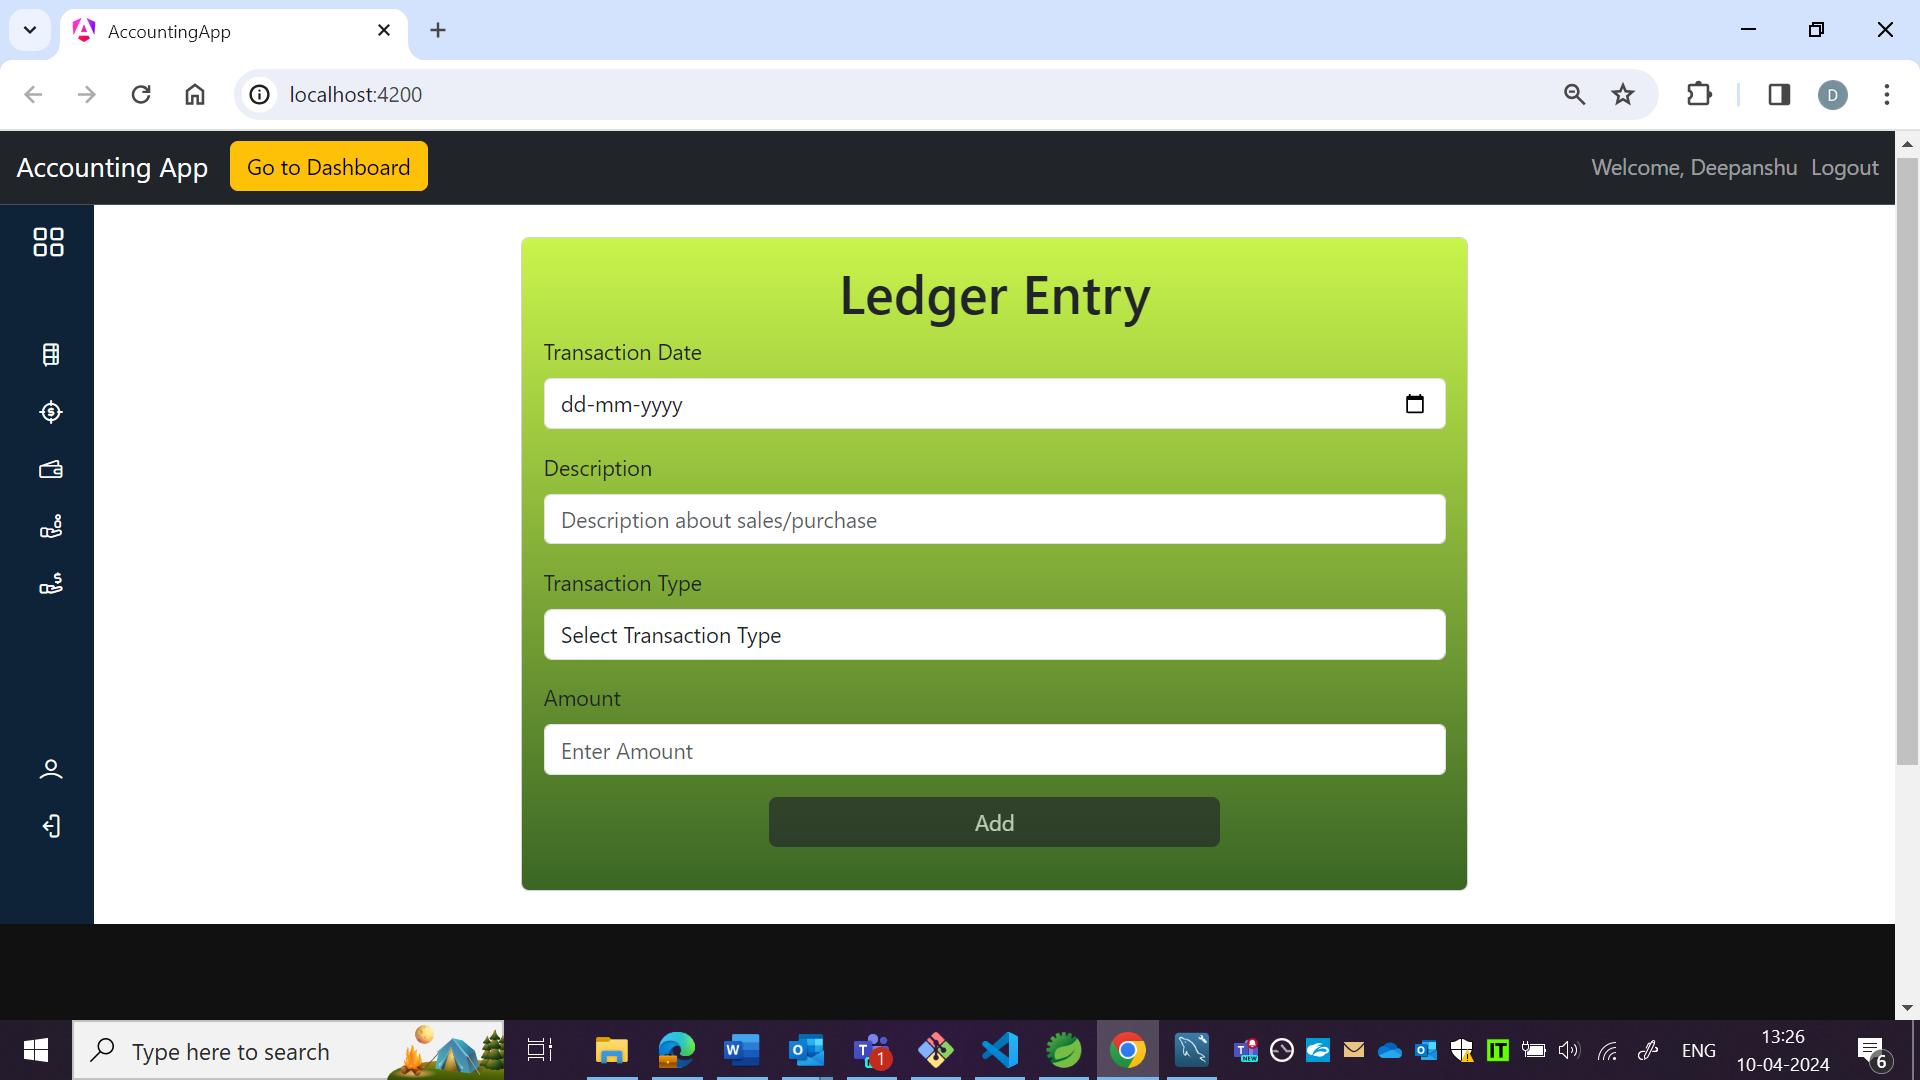 AccountingApp
localhost:4200
D
Accounting App
Go to Dashboard
Welcome, Deepanshu
Logout
Ledger Entry
Transaction Date
dd-mm-yyyy
Description
Description about sales/purchase
Transaction Type
Select Transaction Type
Amount
Enter Amount
Add
Type here to search
1
ENG
13:26
10-04-2024
6